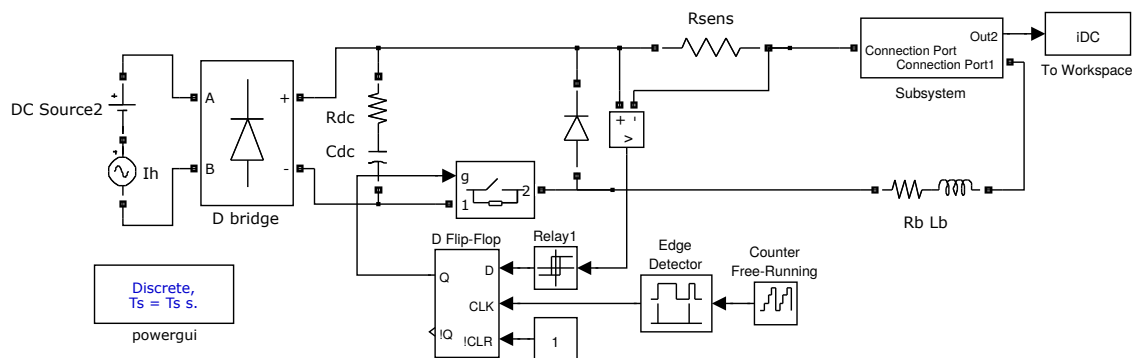 Rsens
Out2
Connection Port
Connection Port1
Subsystem
iDC
To Workspace
DC Source2
+
A
B
+
-
D bridge
+
Ih
Rdc
Cdc
+ -
v
g
1
2
Rb Lb
D Flip-Flop
Q
!Q
D
CLK
!CLR
Relay1
1
Edge
Detector
Counter
Free-Running
Discrete,
Ts = Ts s.
powergui